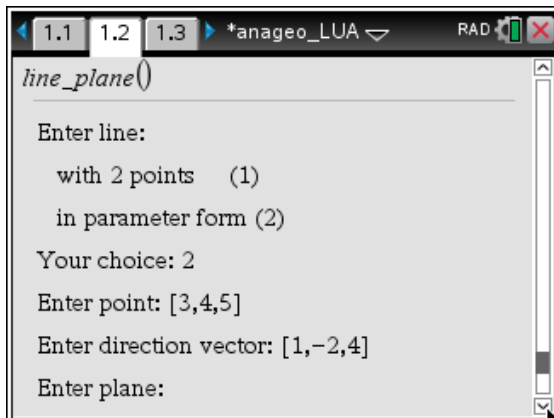 1.1 1.2 1.3 *anageo_LUA RAD
line_plane()
Enter line:
with 2 points (1)
in parameter form (2)
Your choice: 2
Enter point: [3,4,5]
Enter direction vector: [1,−2,4]
Enter plane: